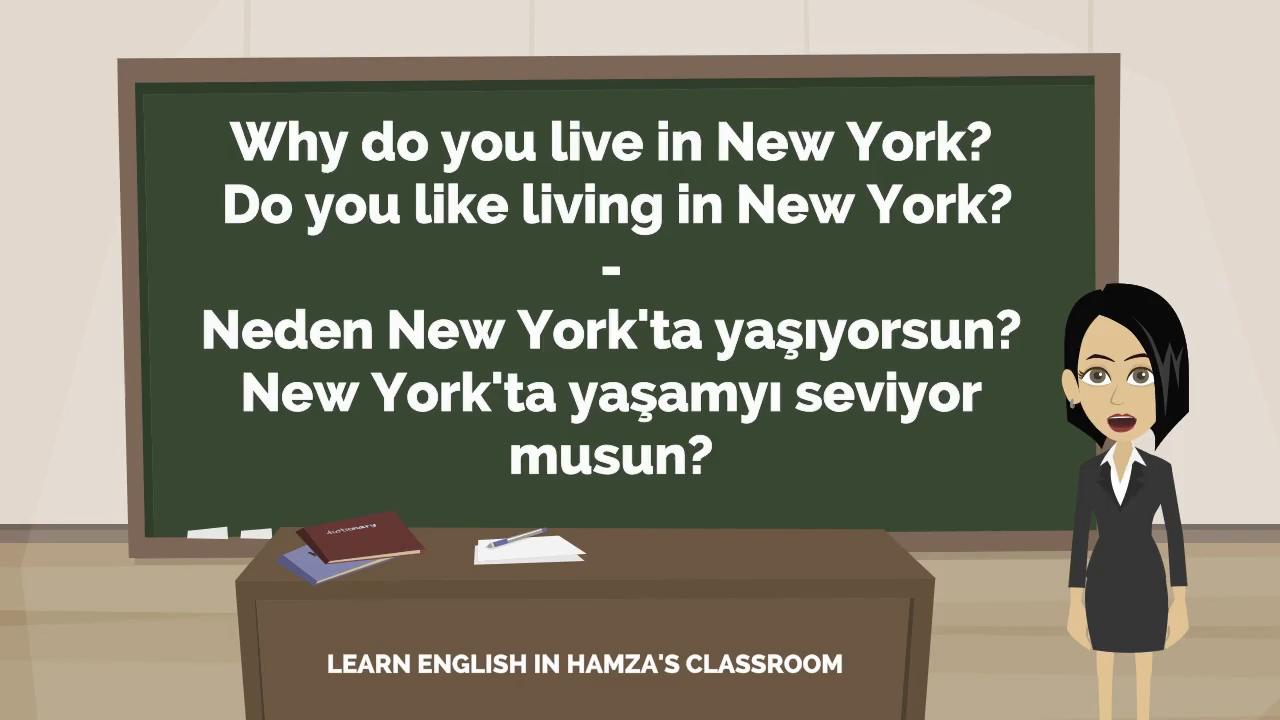 Why do you live in New York?
Do you like living in New York?
-
Neden New York'ta yaşıyorsun?
New York'ta yaşamyı seviyor
musun?
dictionary
LEARN ENGLISH IN HAMZA'S CLASSROOM